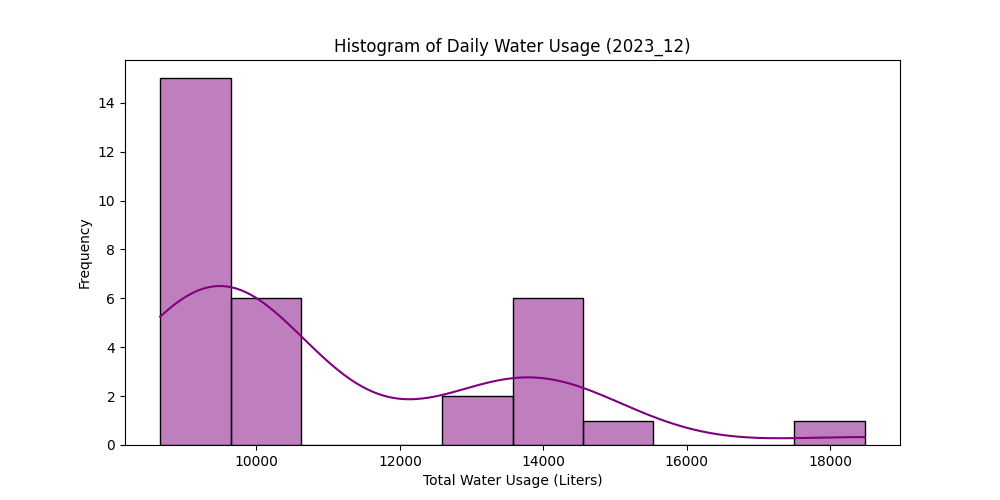 Histogram of Daily Water Usage (2023_12)
14
12
10
8
6
4
2
0
Frequency
10000 12000 14000 16000 18000
Total Water Usage (Liters)